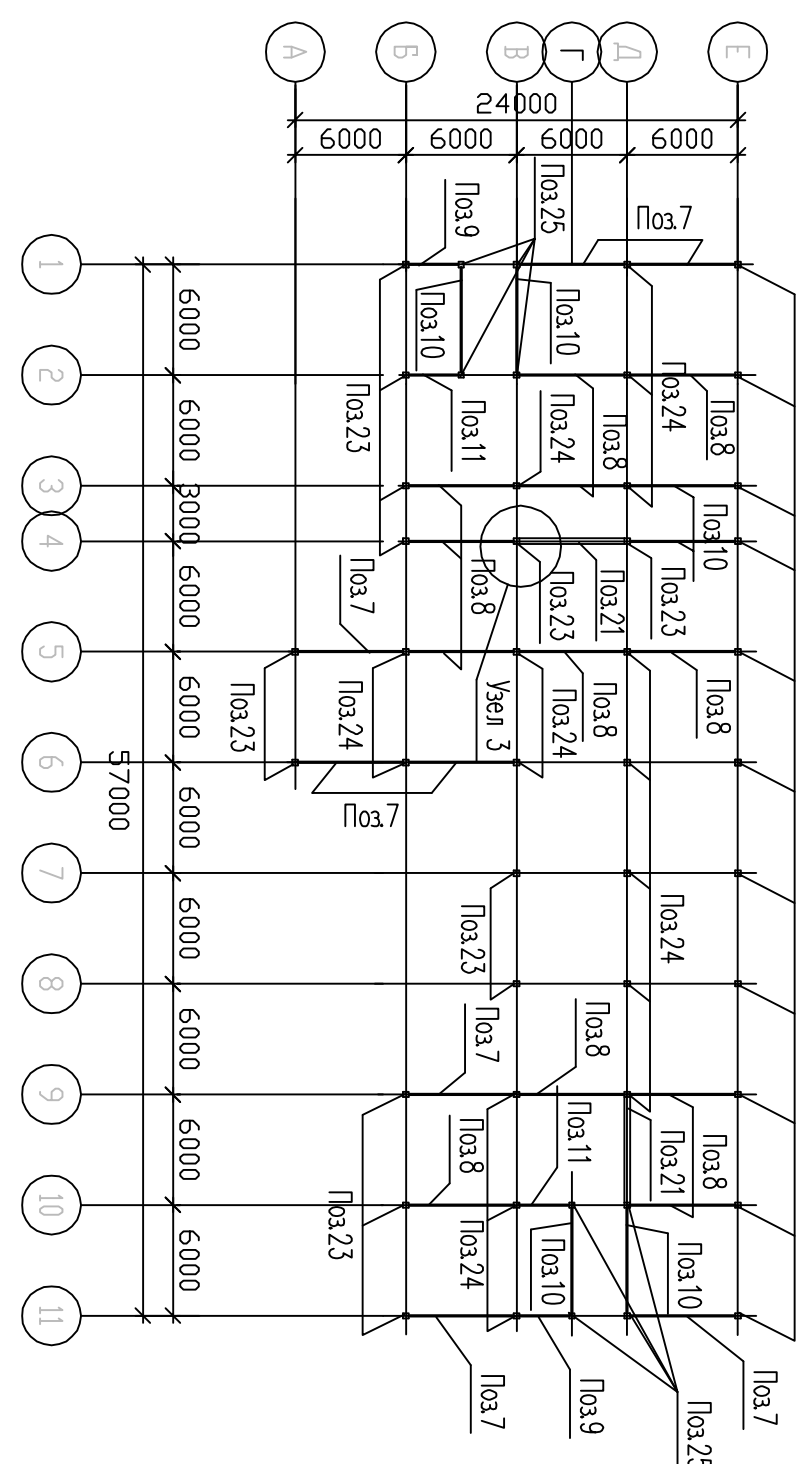 А
Б
В
Г
Д
Е
24000
6000
6000
6000
6000
Поз.9
Поз.25
Поз.7
1
6000
Поз.10
Поз.10
2
6000
Поз.23
Поз.11
Поз.24
Поз.8
Поз.24
Поз.8
3
3000
4
Поз.10
6000
Поз.7
Поз.8
Поз.23
Поз.21
Поз.23
5
6000
Поз.23
Поз.24
Узел 3
Поз.24
Поз.8
Поз.8
6
57000
6000
Поз.7
7
6000
Поз.23
Поз.24
8
6000
Поз.7
Поз.8
9
6000
Поз.8
Поз.11
Поз.21
Поз.8
10
6000
Поз.23
Поз.24
Поз.10
Поз.10
11
Поз.7
Поз.9
Поз.7
Поз.25